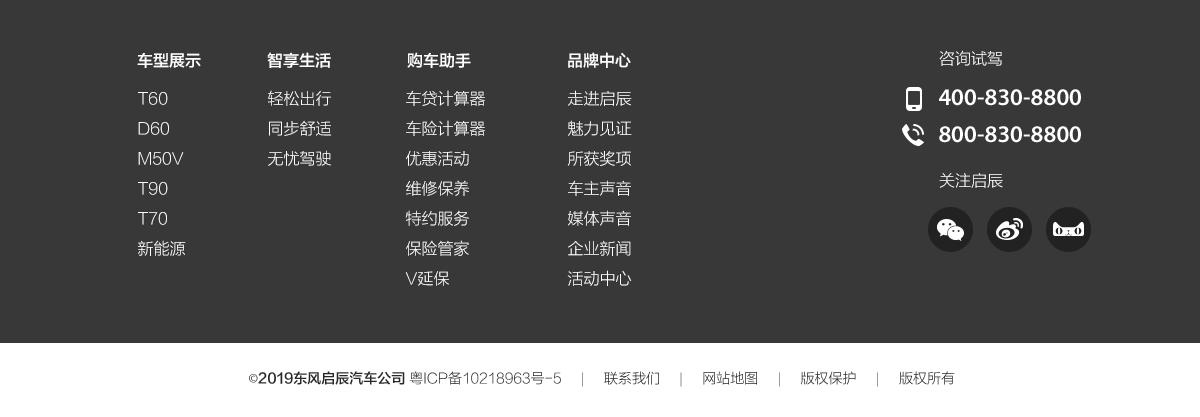 车型展示
T60
D60
M50V
T90
T70
新能源
智享生活
轻松出行
同步舒适
无忧驾驶
购车助手
车贷计算器
车险计算器
优惠活动
维修保养
特约服务
保险管家
V延保
品牌中心
走进启辰
魅力见证
所获奖项
车主声音
媒体声音
企业新闻
活动中心
咨询试驾
400-830-8800
800-830-8800
关注启辰
©2019东风启辰汽车公司 粤ICP备10218963号-5 | 联系我们 | 网站地图 | 版权保护 | 版权所有